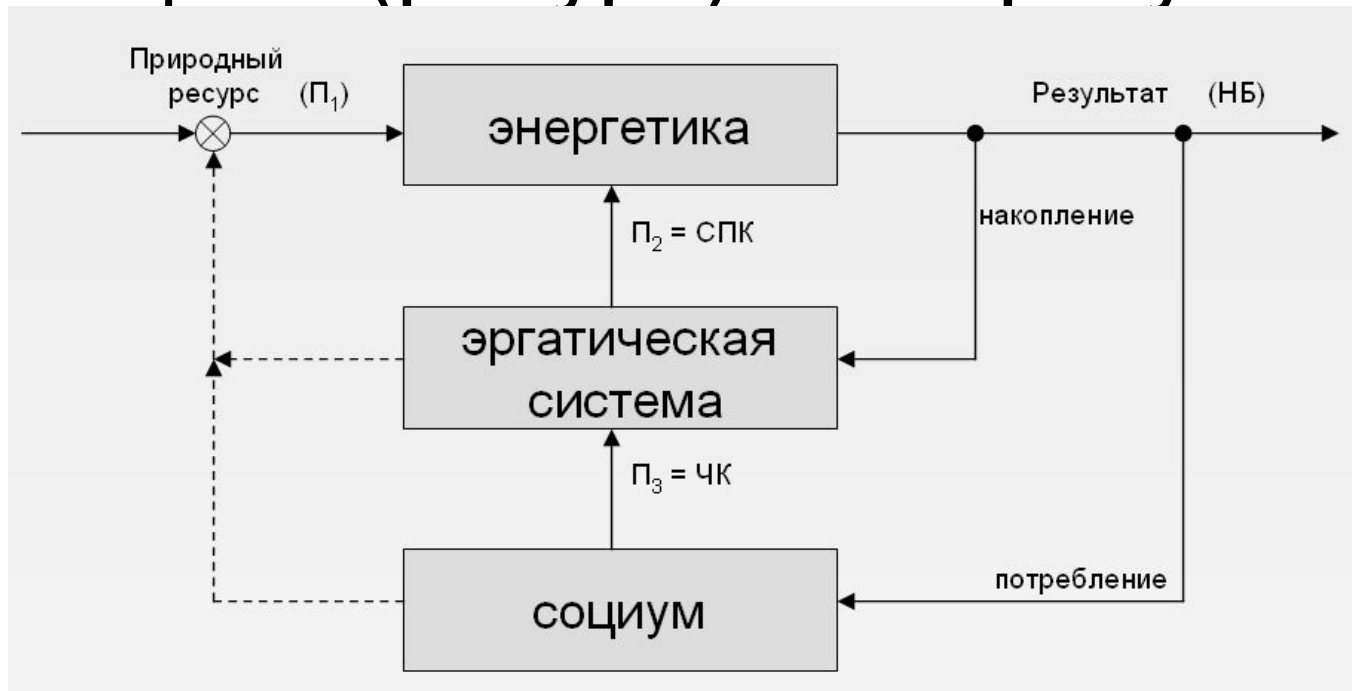 Природный
ресурс (П₁)
Результат (НБ)
энергетика
накопление
П₂ = СПК
эргатическая
система
П₃ = ЧК
потребление
социум